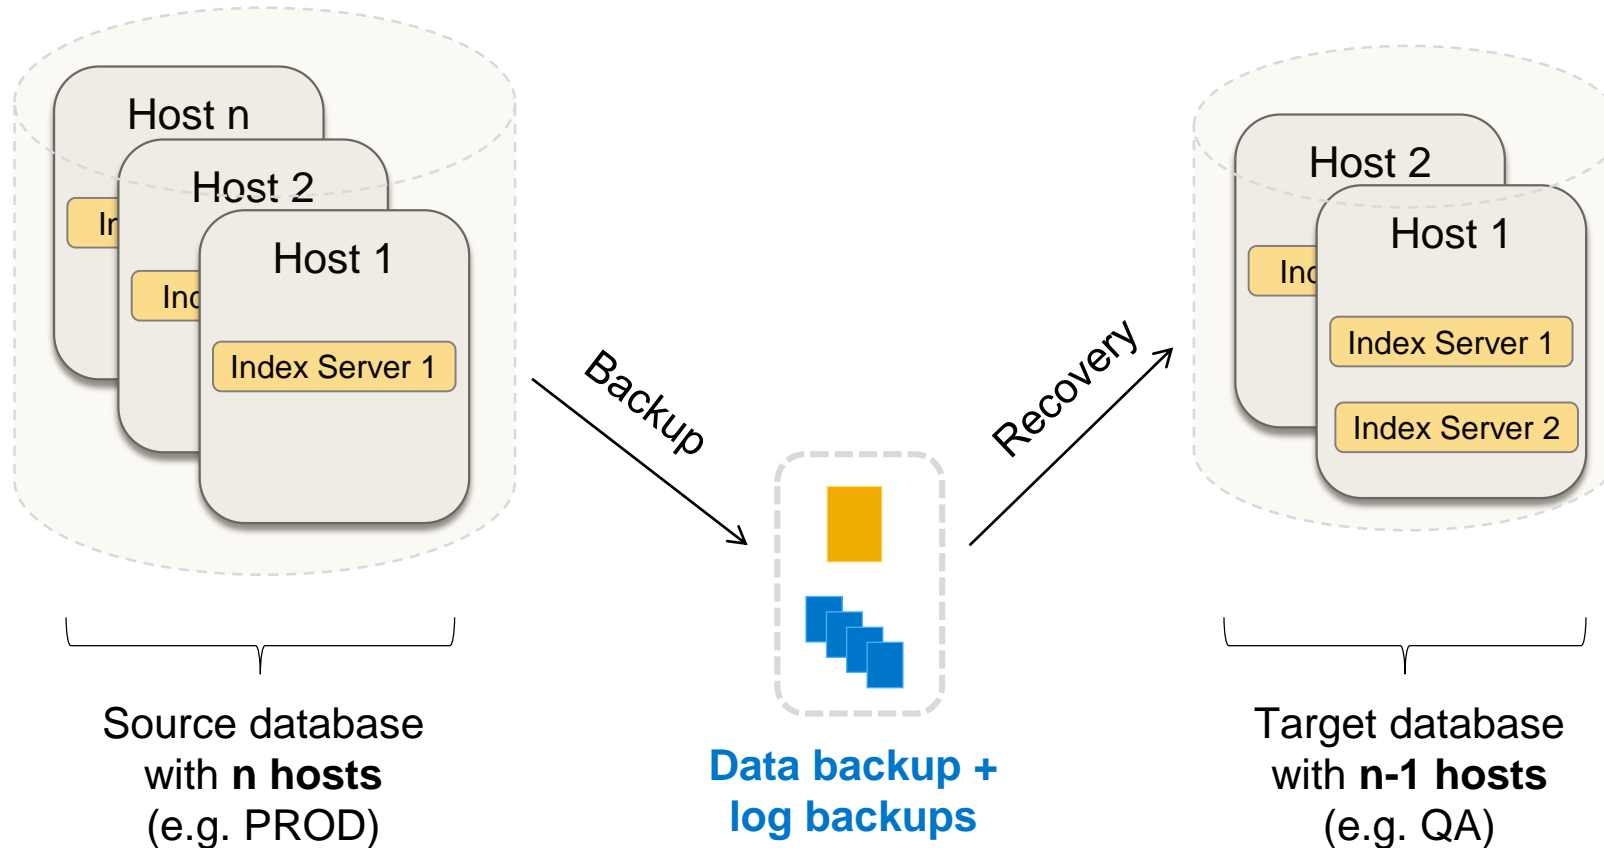 Host n
Host 2
Host 1
Index Server 1
Backup
Recovery
Host 2
Host 1
Index Server 1
Index Server 2
Source database
with n hosts
(e.g. PROD)
Data backup +
log backups
Target database
with n-1 hosts
(e.g. QA)